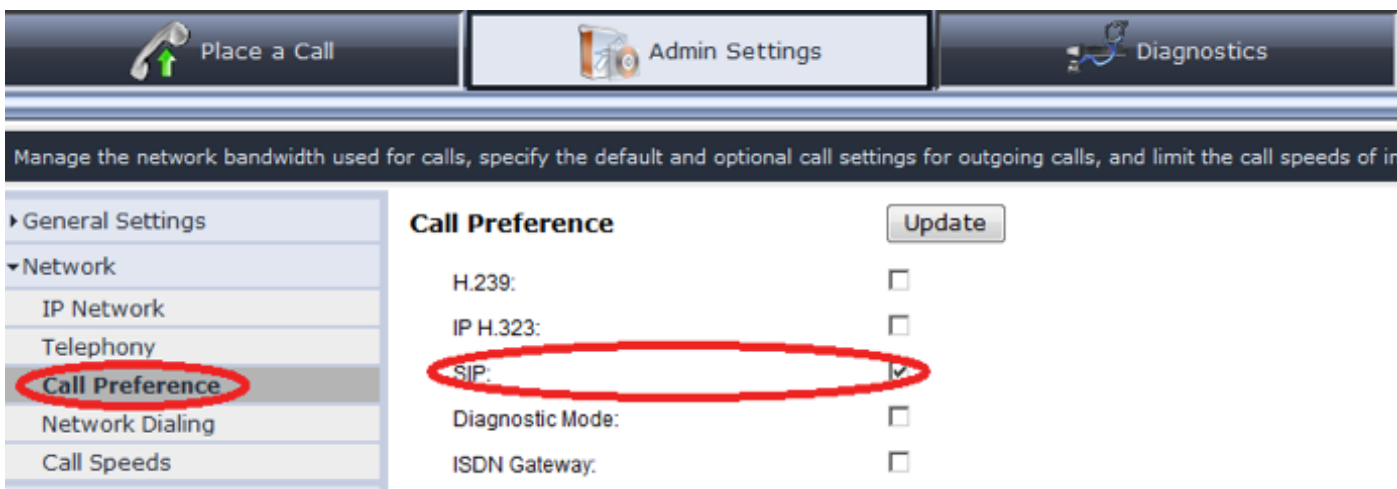 Place a Call
Admin Settings
Diagnostics
Manage the network bandwidth used for calls, specify the default and optional call settings for outgoing calls, and limit the call speeds of
General Settings
Network
IP Network
Telephony
Call Preference
Network Dialing
Call Speeds
Call Preference
Update
H.239:
IP H.323:
SIP:
Diagnostic Mode:
ISDN Gateway: